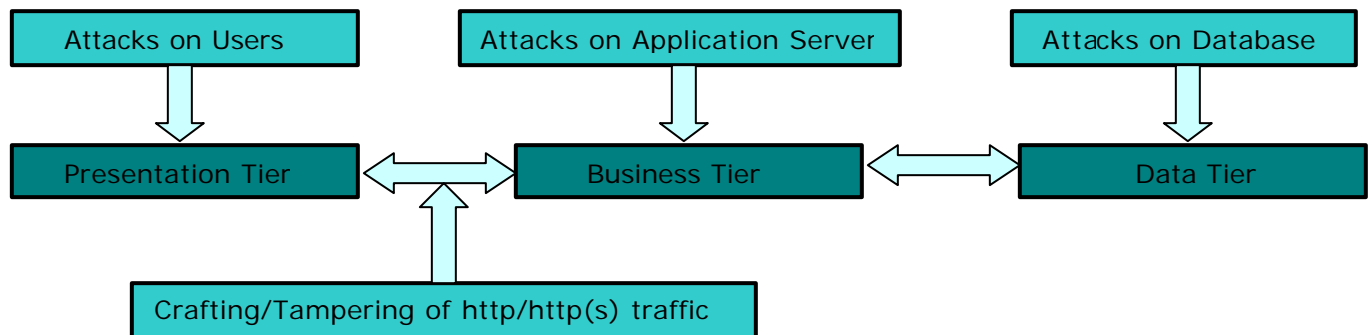 Attacks on Users
Attacks on Application Server
Attacks on Database
Presentation Tier
Business Tier
Data Tier
Crafting/Tampering of http/http(s) traffic